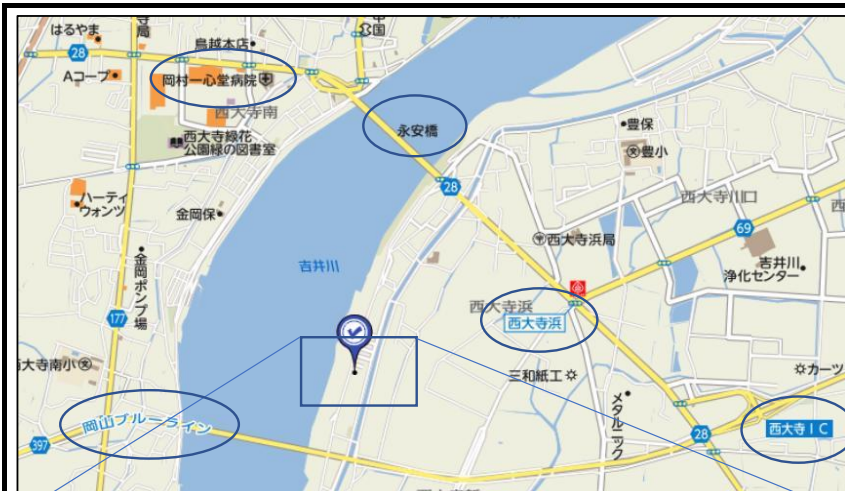 はるやま
鳥越本店
28
Aコープ
岡村一心堂病院
西大寺南
西大寺緑花
公園緑の図書室
永安橋
豊保
豊小
ハーティ
ウォンツ
金岡保
28
西大寺川口
69
西大寺浜局
吉井川
浄化センター
金岡ポンプ場
吉井川
西大寺浜
西大寺浜
177
大寺南小
三和紙工
カーツ
メタルニック
岡山ブルーライン
397
28
西大寺IC